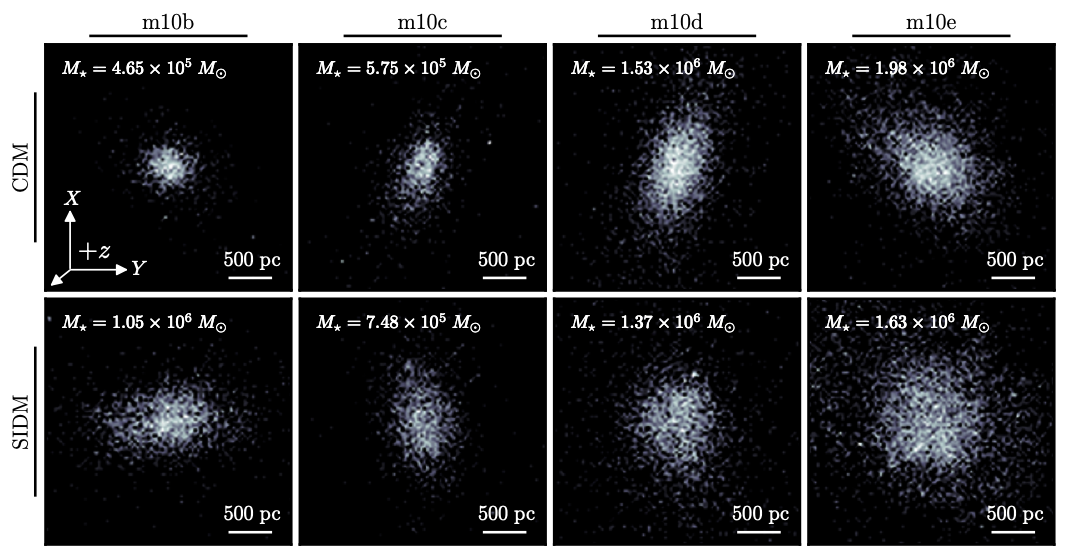 m10b m10c m10d m10e
CDM
M⋆ = 4.65 × 10⁵ M⊙
M⋆ = 5.75 × 10⁵ M⊙
M⋆ = 1.53 × 10⁶ M⊙
M⋆ = 1.98 × 10⁶ M⊙
X
+z
Y
500 pc
500 pc
500 pc
500 pc
SIDM
M⋆ = 1.05 × 10⁶ M⊙
M⋆ = 7.48 × 10⁵ M⊙
M⋆ = 1.37 × 10⁶ M⊙
M⋆ = 1.63 × 10⁶ M⊙
500 pc
500 pc
500 pc
500 pc